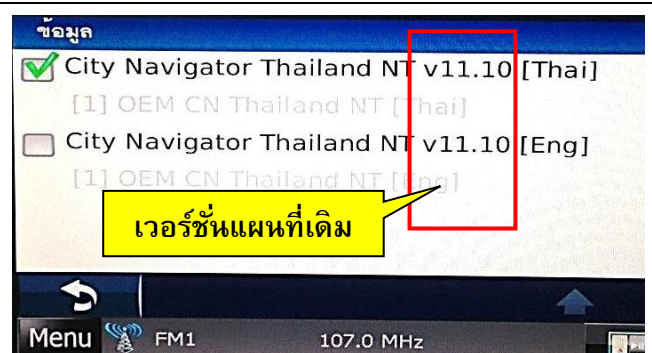 ข้อมูล
City Navigator Thailand NT v11.10 [Thai]
[1] OEM CN Thailand NT [Thai]
City Navigator Thailand NT v11.10 [Eng]
[1] OEM CN Thailand NT [Eng]
เวอร์ชั่นแผนที่เดิม
Menu FM1 107.0 MHz